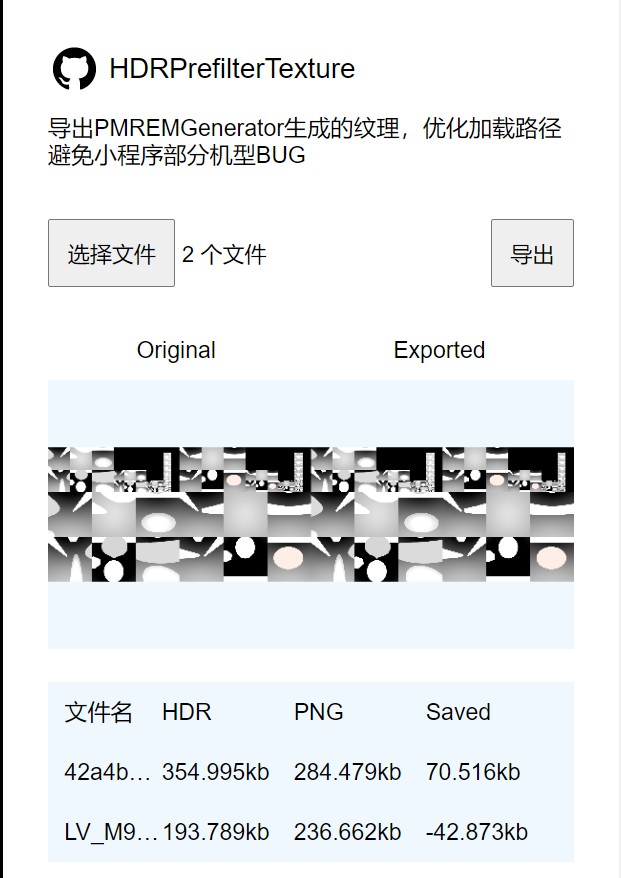 HDRPrefilterTexture
导出PMREMGenerator生成的纹理，优化加载路径
避免小程序部分机型BUG
选择文件 2 个文件 导出
Original Exported
文件名 HDR PNG Saved
42a4b... 354.995kb 284.479kb 70.516kb
LV_M9... 193.789kb 236.662kb -42.873kb